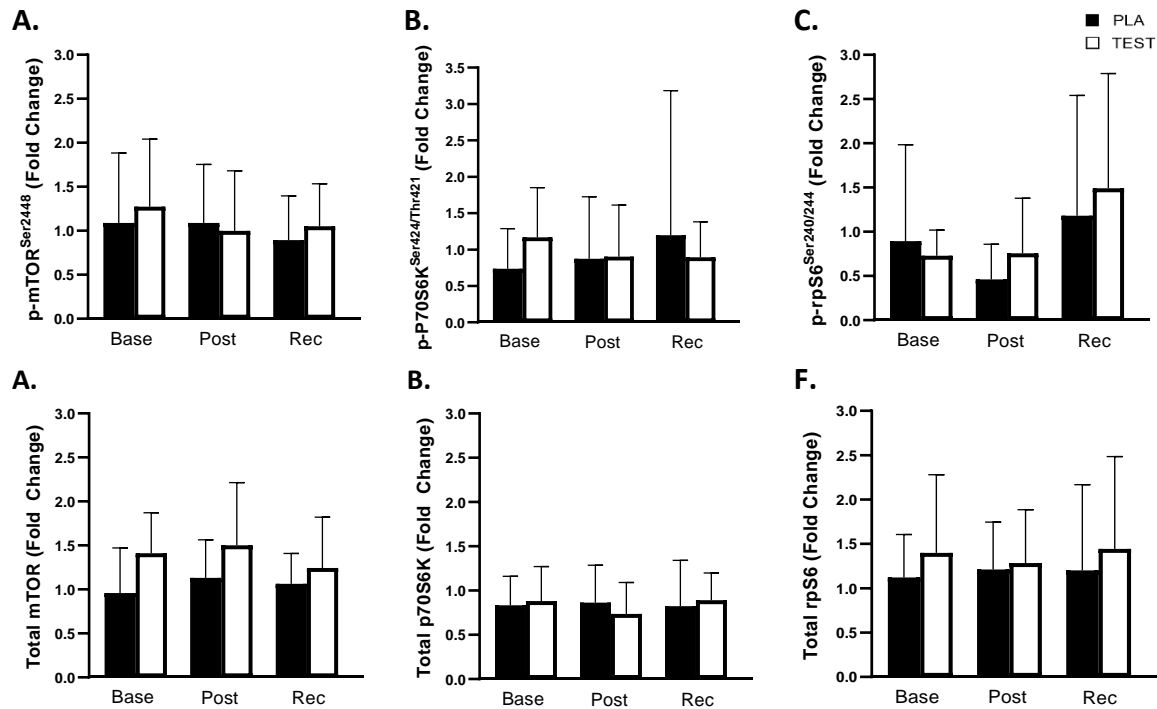 A.
B.
C.
PLA
TEST
p-mTOR^Ser2448 (Fold Change)
3.0
2.5
2.0
1.5
1.0
0.5
0.0
Base Post Rec
p-P70S6K^Ser424/Thr421 (Fold Change)
3.5
3.0
2.5
2.0
1.5
1.0
0.5
0.0
Base Post Rec
p-rpS6^Ser240/244 (Fold Change)
3.0
2.5
2.0
1.5
1.0
0.5
0.0
Base Post Rec
A.
B.
F.
Total mTOR (Fold Change)
3.0
2.5
2.0
1.5
1.0
0.5
0.0
Base Post Rec
Total p70S6K (Fold Change)
3.0
2.5
2.0
1.5
1.0
0.5
0.0
Base Post Rec
Total rpS6 (Fold Change)
3.0
2.5
2.0
1.5
1.0
0.5
0.0
Base Post Rec